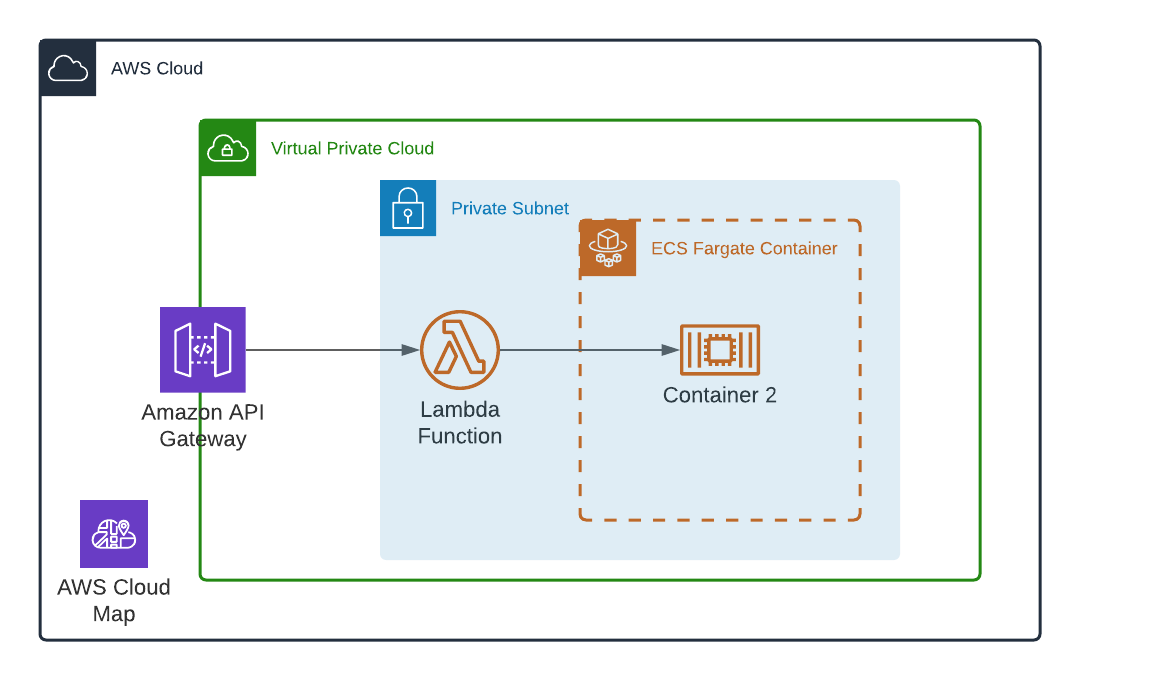 AWS Cloud
Virtual Private Cloud
Private Subnet
ECS Fargate Container
Amazon API
Gateway
Lambda
Function
Container 2
AWS Cloud
Map